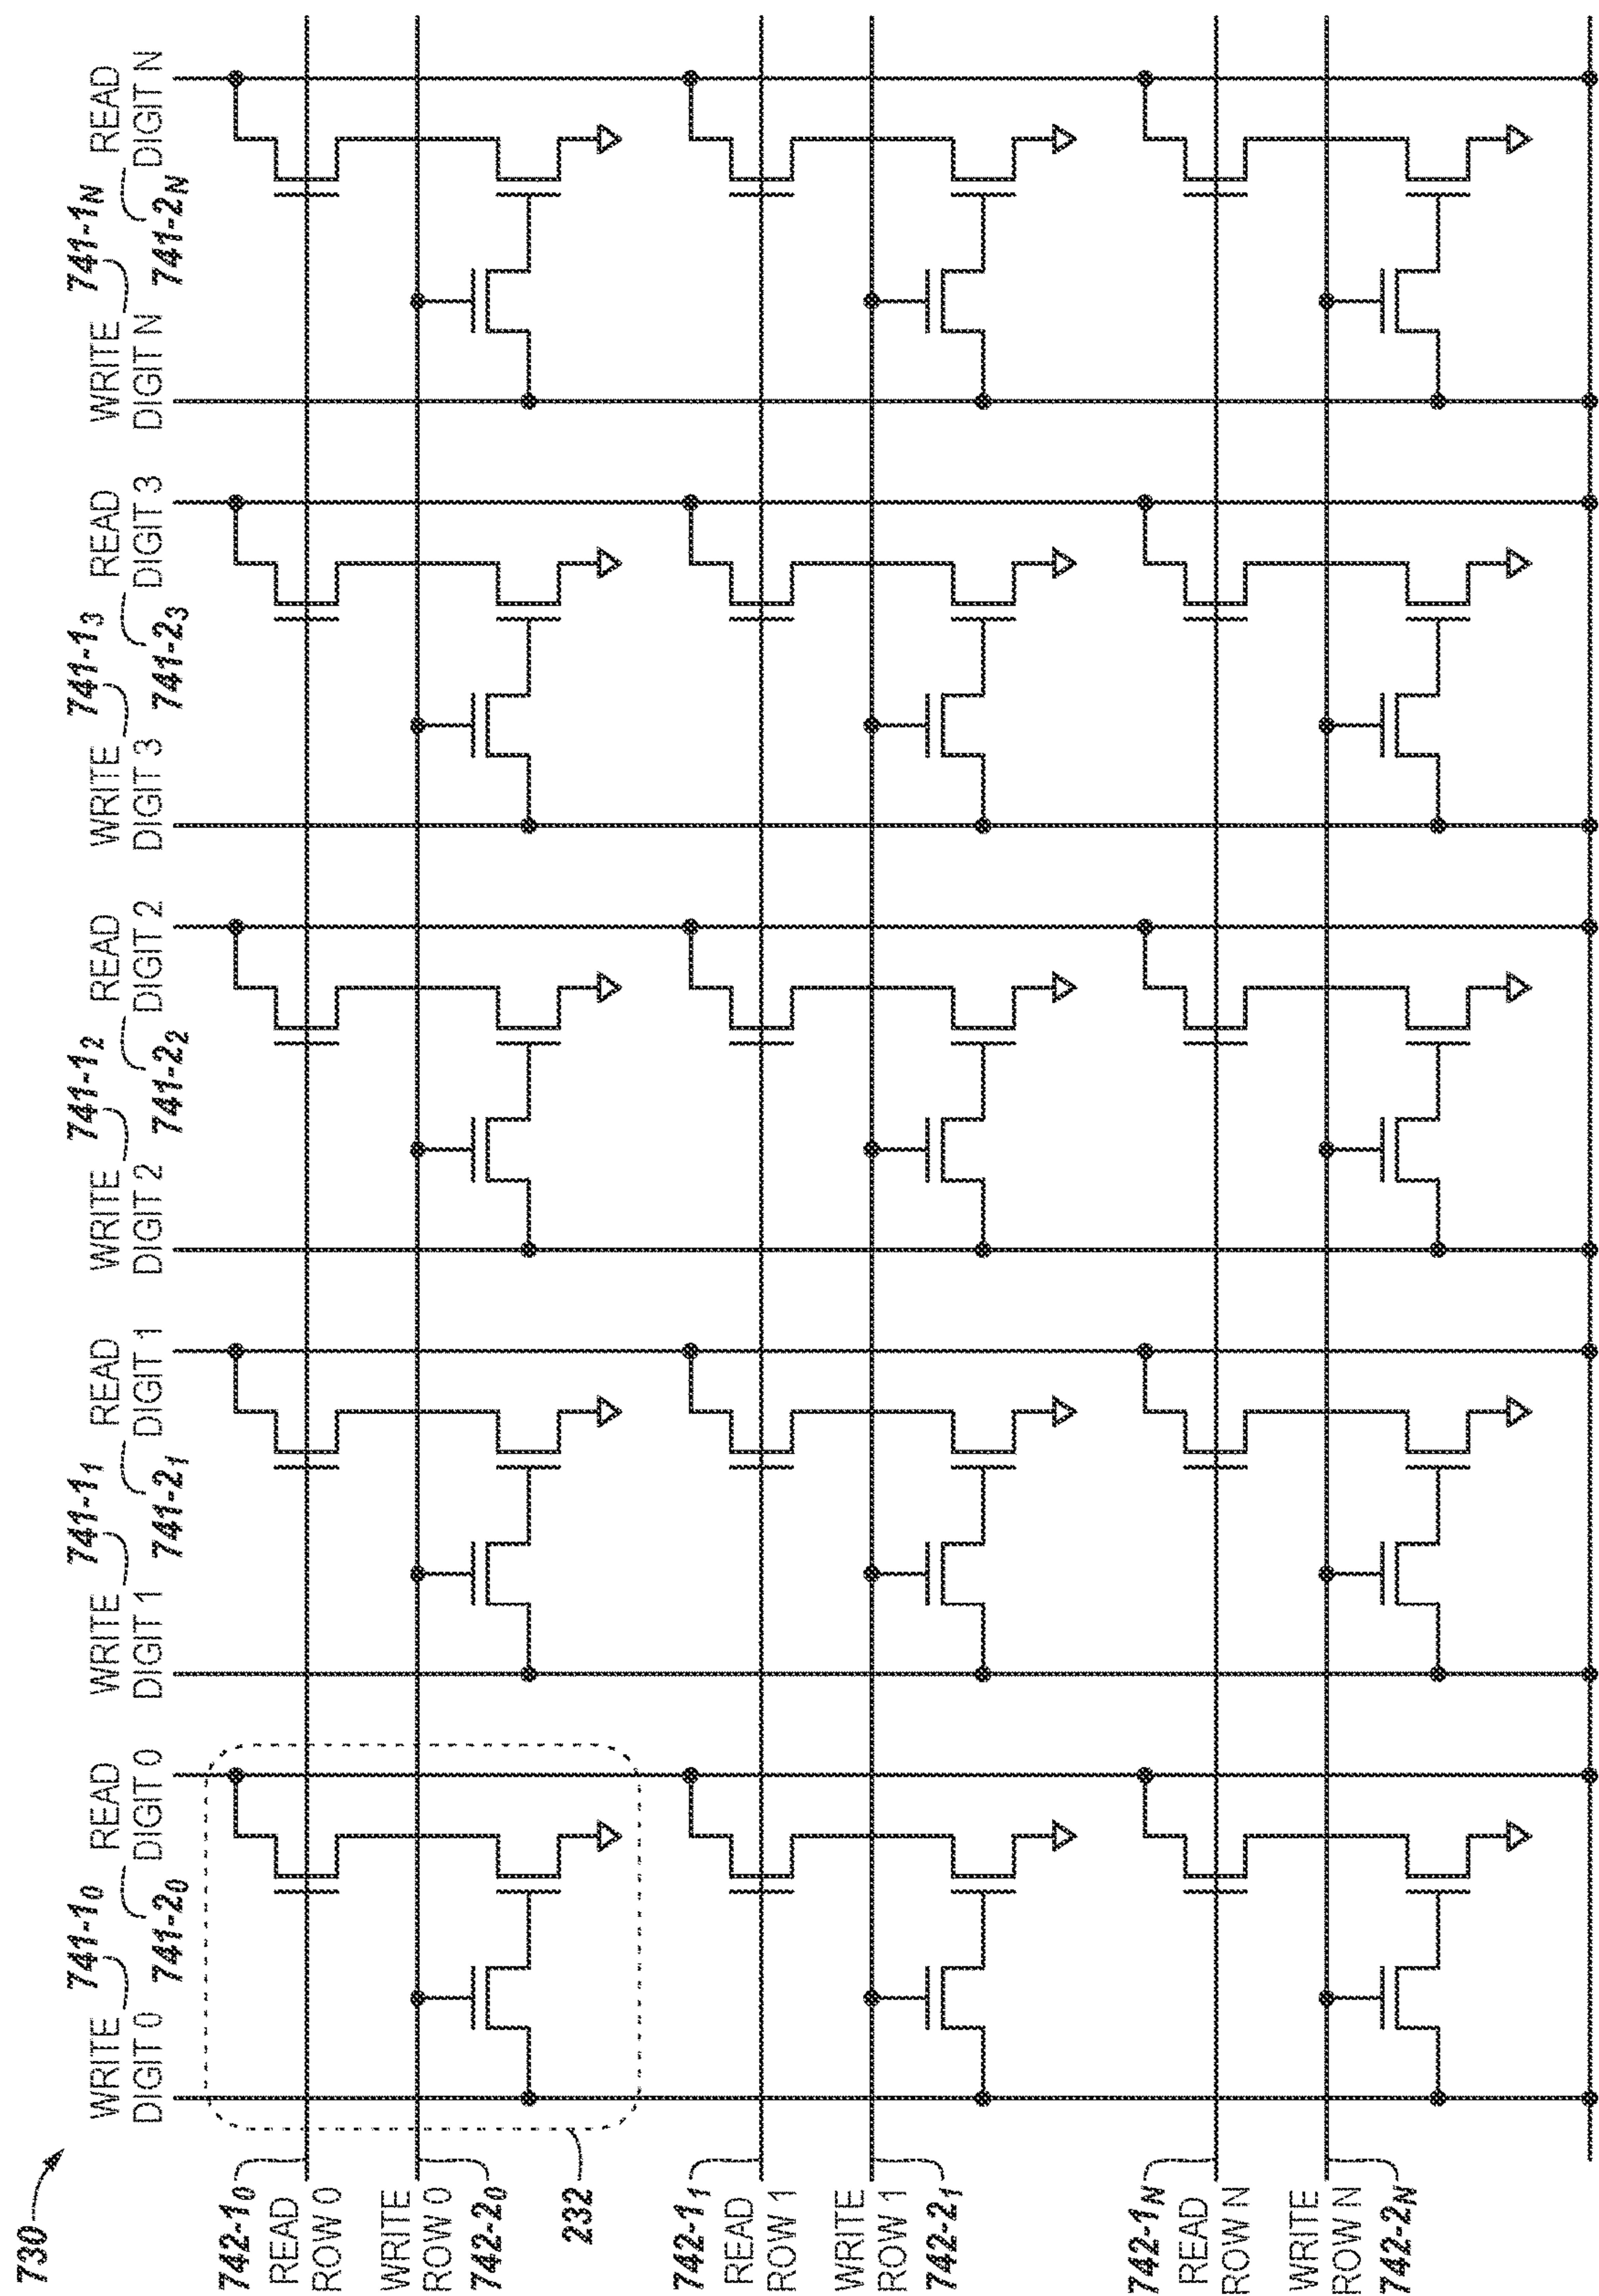 730
741-1₀
WRITE
DIGIT 0
READ
DIGIT 0
741-2₀
741-1₁
WRITE
DIGIT 1
READ
DIGIT 1
741-2₁
741-1₂
WRITE
DIGIT 2
READ
DIGIT 2
741-2₂
741-1₃
WRITE
DIGIT 3
READ
DIGIT 3
741-2₃
741-1N
WRITE
DIGIT N
READ
DIGIT N
741-2N
742-1₀
READ
ROW 0
WRITE
ROW 0
742-2₀
232
742-1₁
READ
ROW 1
WRITE
ROW 1
742-2₁
742-1N
READ
ROW N
WRITE
ROW N
742-2N